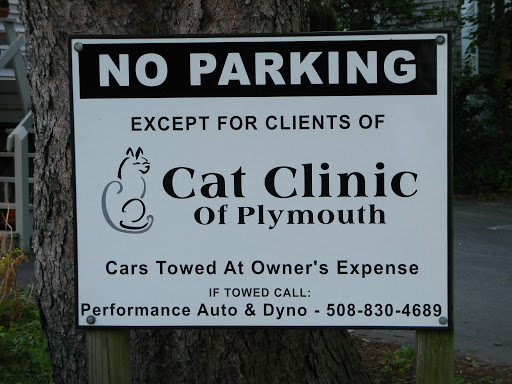 NO PARKING
EXCEPT FOR CLIENTS OF
Cat Clinic
Of Plymouth
Cars Towed At Owner's Expense
IF TOWED CALL:
Performance Auto & Dyno - 508-830-4689